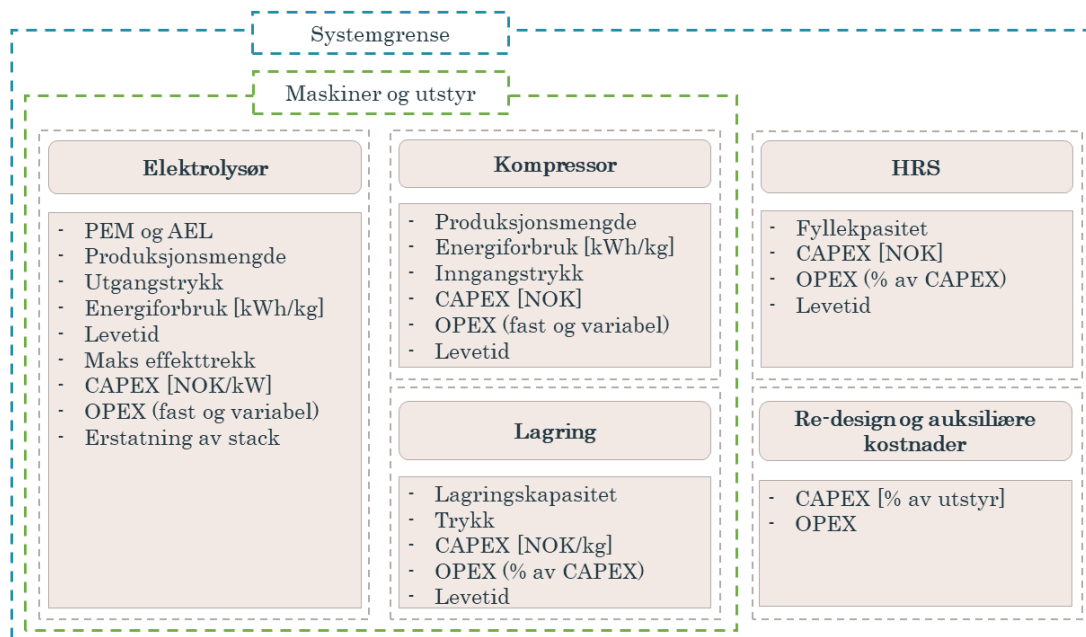 Systemgrense
Maskiner og utstyr
Elektrolysør
- PEM og AEL
- Produksjonsmengde
- Utgangstrykk
- Energiforbruk [kWh/kg]
- Levetid
- Maks effekttrekk
- CAPEX [NOK/kW]
- OPEX (fast og variabel)
- Erstatning av stack
Kompressor
- Produksjonsmengde
- Energiforbruk [kWh/kg]
- Inngangstrykk
- CAPEX [NOK]
- OPEX (fast og variabel)
- Levetid
Lagring
- Lagringskapasitet
- Trykk
- CAPEX [NOK/kg]
- OPEX (% av CAPEX)
- Levetid
HRS
- Fyllekpasitet
- CAPEX [NOK]
- OPEX (% av CAPEX)
- Levetid
Re-design og auksiliære
kostnader
- CAPEX [% av utstyr]
- OPEX